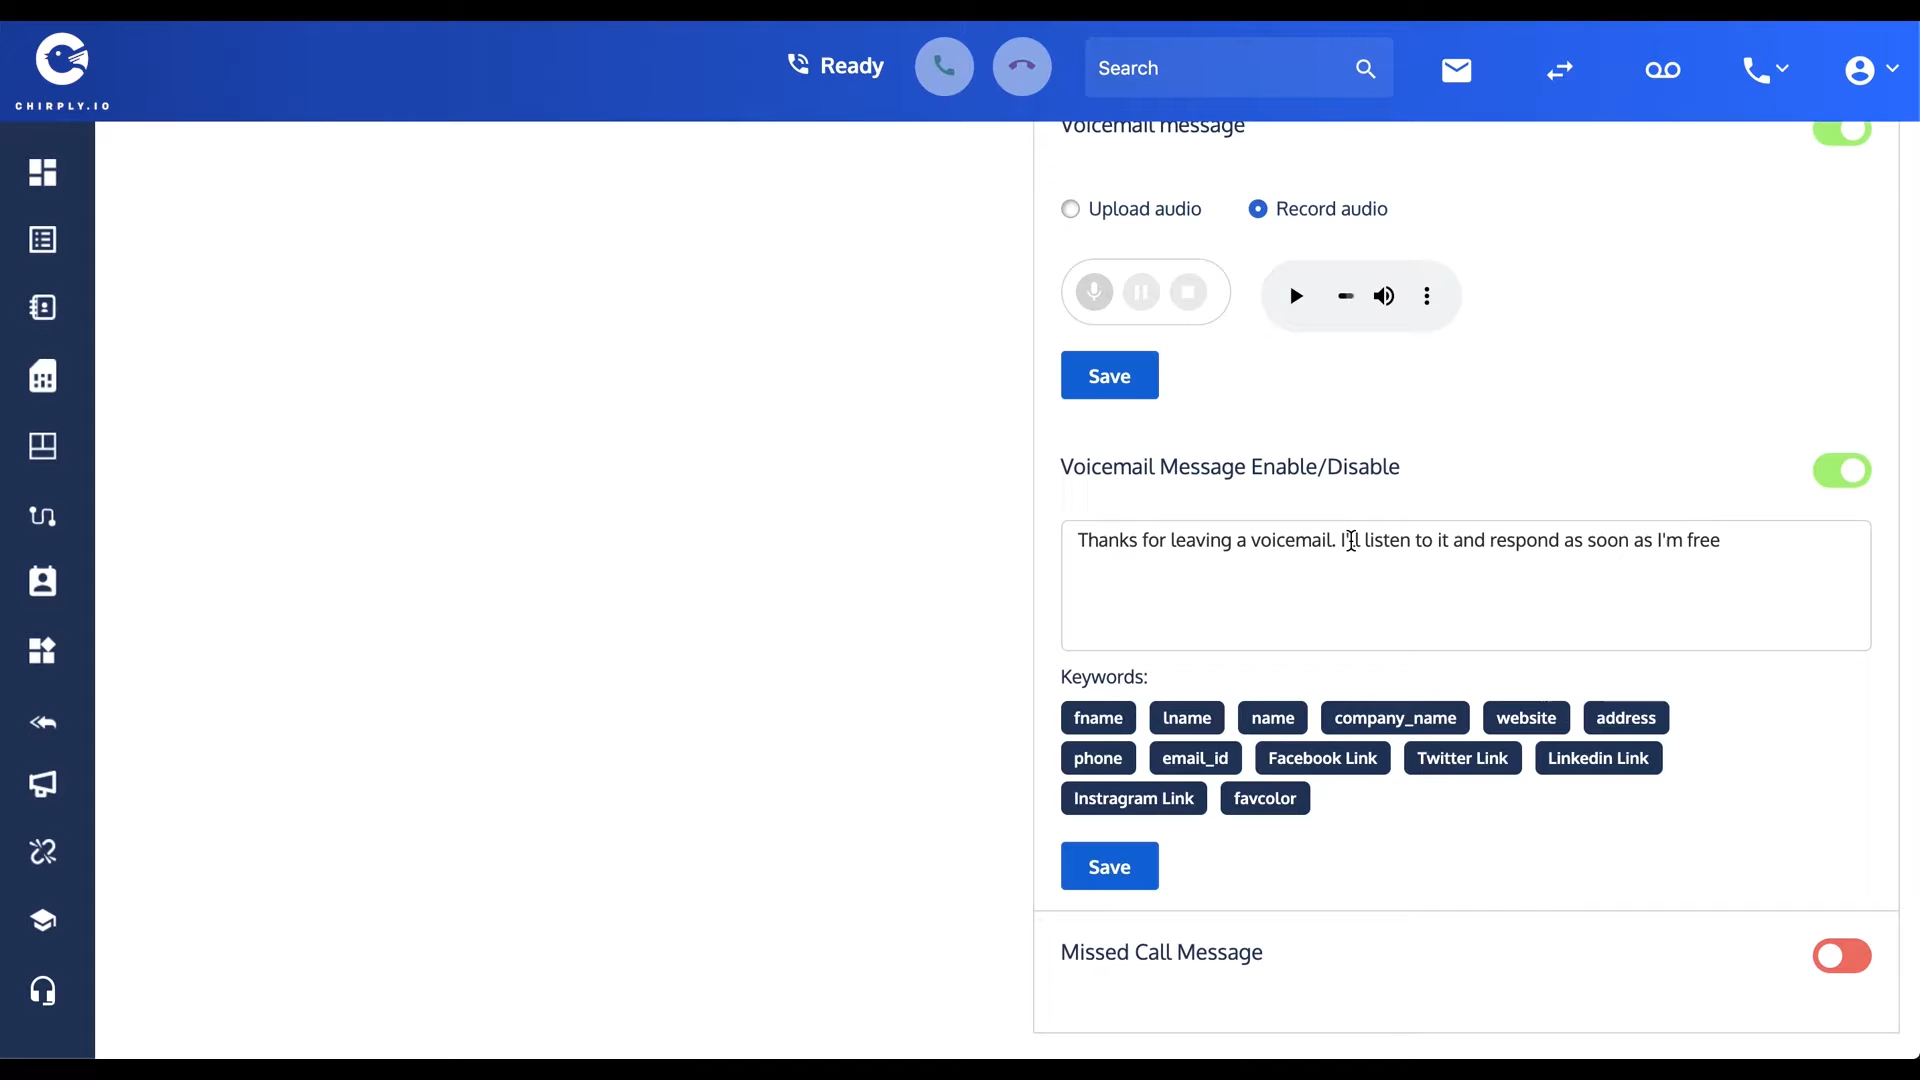 CHIRPLY.IO
Ready
Search
Voicemail message
Upload audio
Record audio
Save
Voicemail Message Enable/Disable
Thanks for leaving a voicemail. I'll listen to it and respond as soon as I'm free
Keywords:
fname lname name company_name website address
phone email_id Facebook Link Twitter Link Linkedin Link
Instragram Link favcolor
Save
Missed Call Message